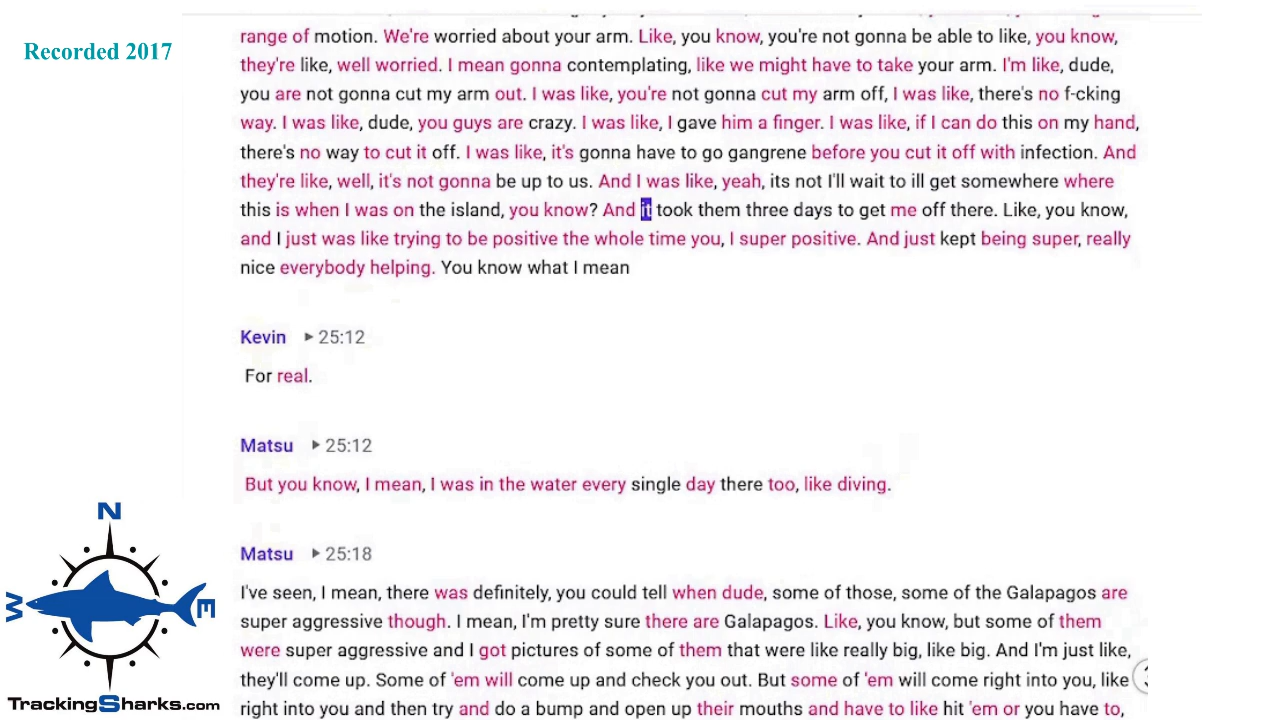 Recorded 2017
range of motion. We're worried about your arm. Like, you know, you're not gonna be able to like, you know,
they're like, well worried. I mean gonna contemplating, like we might have to take your arm. I'm like, dude,
you are not gonna cut my arm out. I was like, you're not gonna cut my arm off, I was like, there's no f-cking
way. I was like, dude, you guys are crazy. I was like, I gave him a finger. I was like, if I can do this on my hand,
there's no way to cut it off. I was like, it's gonna have to go gangrene before you cut it off with infection. And
they're like, well, it's not gonna be up to us. And I was like, yeah, its not I'll wait to ill get somewhere where
this is when I was on the island, you know? And it took them three days to get me off there. Like, you know,
and I just was like trying to be positive the whole time you, I super positive. And just kept being super, really
nice everybody helping. You know what I mean
Kevin 25:12
For real.
Matsu 25:12
But you know, I mean, I was in the water every single day there too, like diving.
Matsu 25:18
I've seen, I mean, there was definitely, you could tell when dude, some of those, some of the Galapagos are
super aggressive though. I mean, I'm pretty sure there are Galapagos. Like, you know, but some of them
were super aggressive and I got pictures of some of them that were like really big, like big. And I'm just like,
they'll come up. Some of 'em will come up and check you out. But some of 'em will come right into you, like
right into you and then try and do a bump and open up their mouths and have to like hit 'em or you have to,
N
W
E
TrackingSharks.com